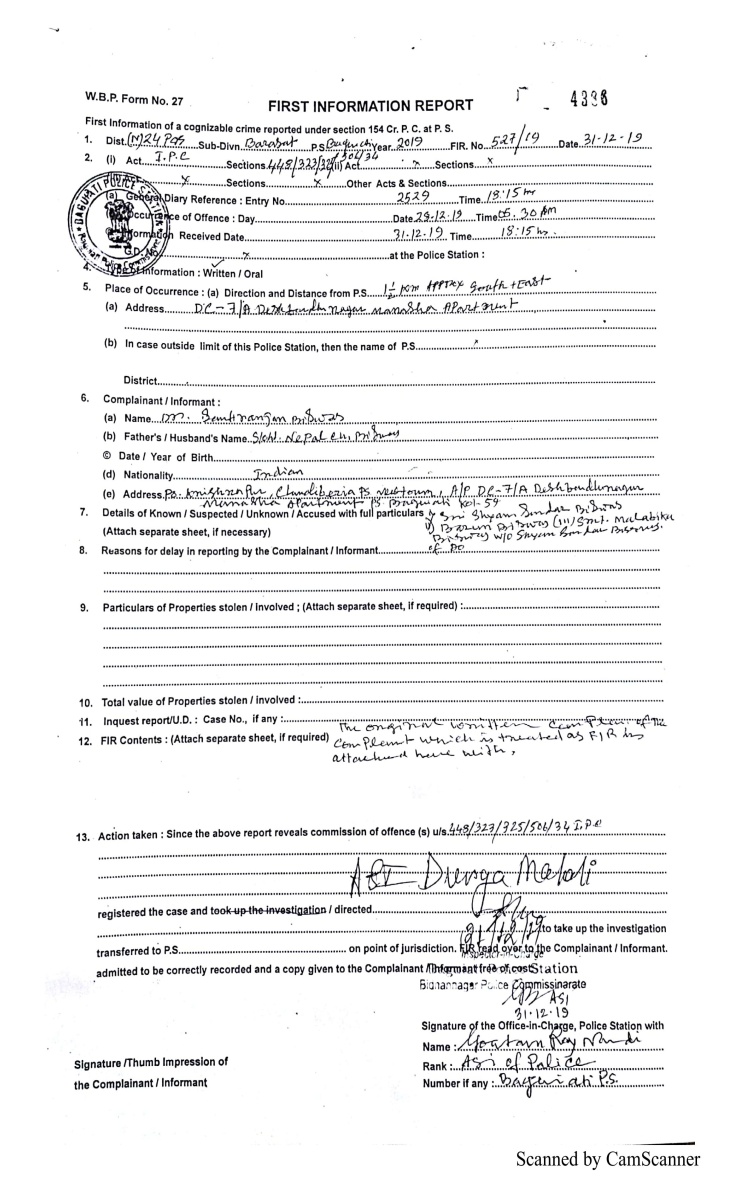 W.B.P. Form No. 27
FIRST INFORMATION REPORT
4336
First Information of a cognizable crime reported under section 154 Cr. P. C. at P. S.
1. Dist. (N) 24 PGS Sub-Divn. Barasat P.S Baguiati Year. 2019 FIR. No. 527/19 Date 31-12-19
2. (i) Act I.P.C Sections 448/323/325/506/34 (ii) Act x Sections x
x Sections x Other Acts & Sections
(a) General Diary Reference : Entry No. 2529 Time 18:15 hr
Occurrence of Offence : Day Date 29-12-19 Time 05.30 PM
Information Received Date 31-12-19 Time 18:15 hr.
G.D. No. x at the Police Station :
BAGUIATI POLICE STATION
4. Type of Information : Written / Oral
5. Place of Occurrence : (a) Direction and Distance from P.S. 1½ km Approx South + East
(a) Address DC-7/A Deshbandhu nagar Manasha Apartment
(b) In case outside limit of this Police Station, then the name of P.S. x
District
6. Complainant / Informant :
(a) Name Biswas
(b) Father's / Husband's Name S/o Lt. Nepal Ch. Biswas
© Date / Year of Birth
(d) Nationality Indian
(e) Address Po. Krishnapur, Chandiberia PS Newtown, A/P DC-7/A Deshbandhunagar
Manasha Apartment PS Baguiati Kol-59
7. Details of Known / Suspected / Unknown / Accused with full particulars i) Sri Shyam Sundar Biswas
(Attach separate sheet, if necessary) Biswas (iii) Smt. Malabika
Biswas W/O Shyam Sundar Biswas.
of PO
8. Reasons for delay in reporting by the Complainant / Informant
9. Particulars of Properties stolen / Involved ; (Attach separate sheet, if required) :
10. Total value of Properties stolen / involved :
11. Inquest report/U.D. : Case No., if any :
12. FIR Contents : (Attach separate sheet, if required) The original written complain of the
complaint which is treated as FIR is
attached here with,
13. Action taken : Since the above report reveals commission of offence (s) u/s. 448/323/325/506/34 I.P.C
ASI Durga
registered the case and took up the investigation / directed
31/12/19 to take up the investigation
transferred to P.S. on point of jurisdiction. FIR read over to the Complainant / Informant.
Inspector-in-Charge
admitted to be correctly recorded and a copy given to the Complainant / Informant free of cost Station
Bidhannagar Police Commissinarate
ASI
31-12-19
Signature of the Office-in-Charge, Police Station with
Name : Goutam Roy Nandi
Signature /Thumb Impression of
Rank : ASI of Police
the Complainant / Informant
Number if any : Baguiati P.S.
Scanned by CamScanner